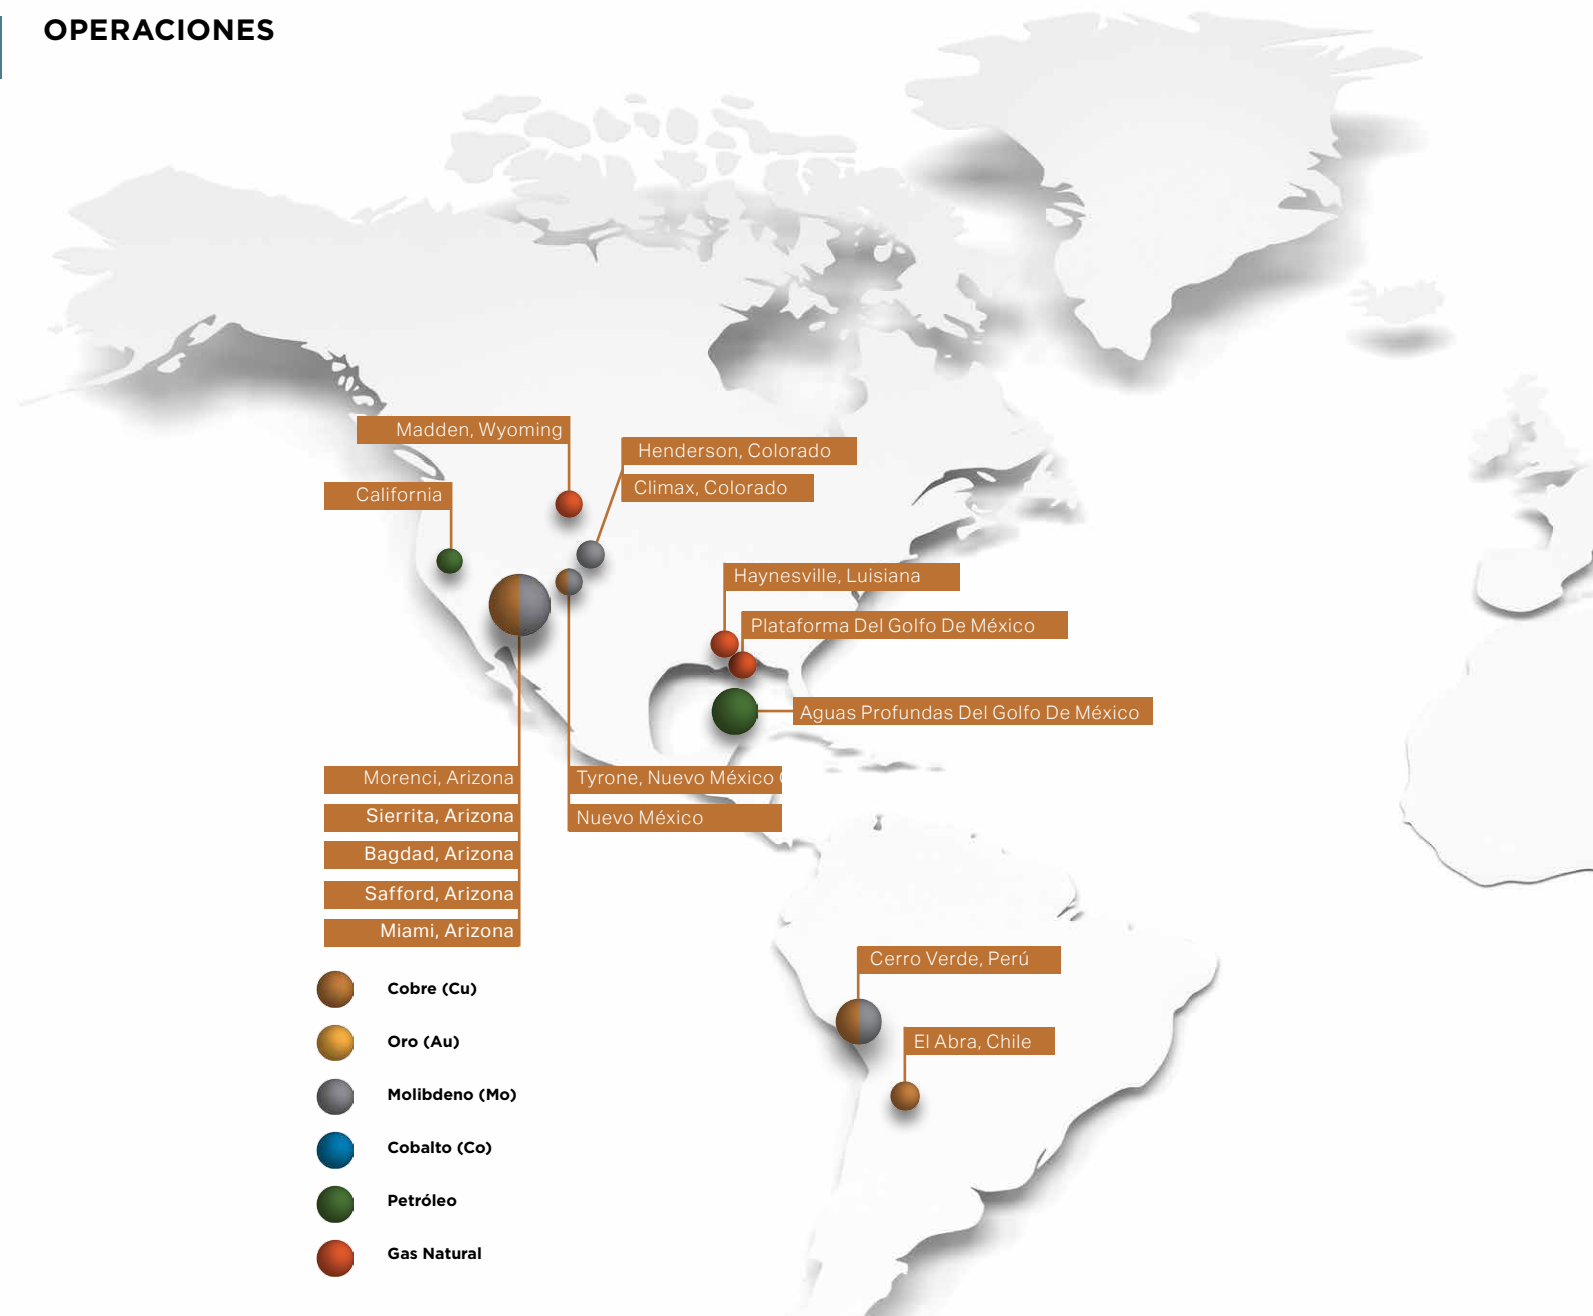 OPERACIONES
Madden, Wyoming
Henderson, Colorado
Climax, Colorado
California
Haynesville, Luisiana
Plataforma Del Golfo De México
Aguas Profundas Del Golfo De México
Morenci, Arizona
Sierrita, Arizona
Bagdad, Arizona
Safford, Arizona
Miami, Arizona
Tyrone, Nuevo México
Nuevo México
Cerro Verde, Perú
El Abra, Chile
Cobre (Cu)
Oro (Au)
Molibdeno (Mo)
Cobalto (Co)
Petróleo
Gas Natural